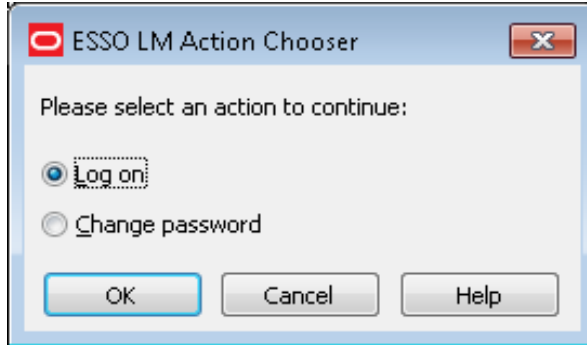 ESSO LM Action Chooser
Please select an action to continue:
Log on
Change password
OK Cancel Help